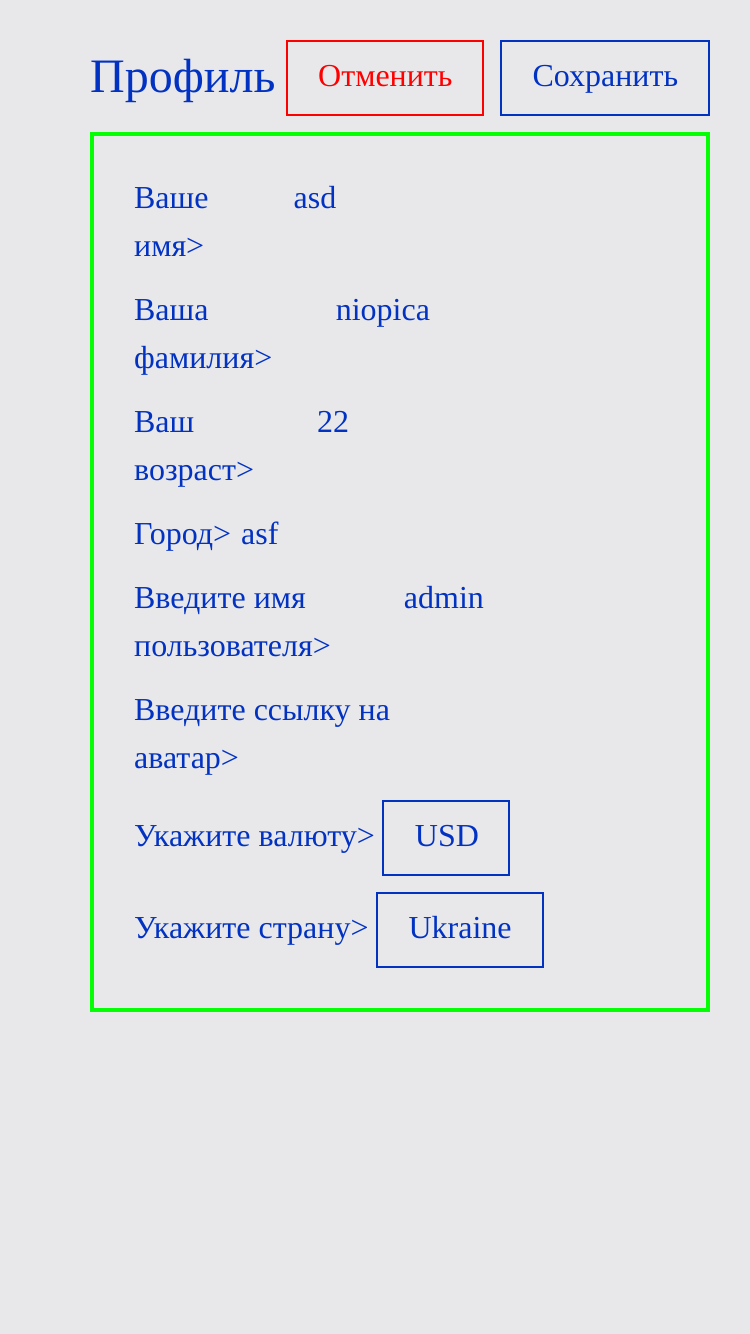 Профиль Отменить Сохранить
Ваше asd
имя>
Ваша niopica
фамилия>
Ваш 22
возраст>
Город> asf
Введите имя admin
пользователя>
Введите ссылку на
аватар>
Укажите валюту> USD
Укажите страну> Ukraine